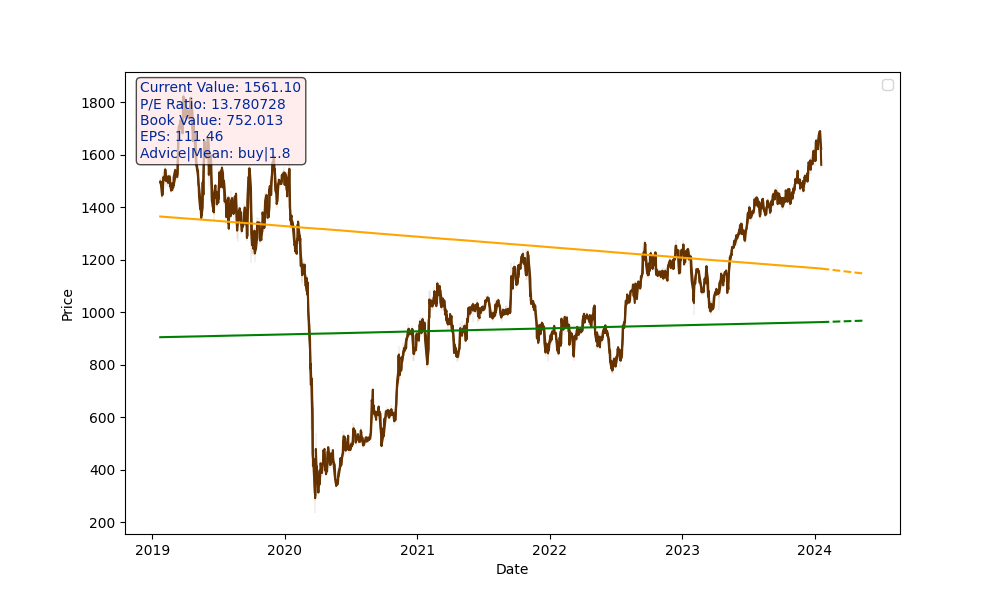 Current Value: 1561.10
P/E Ratio: 13.780728
Book Value: 752.013
EPS: 111.46
Advice|Mean: buy|1.8
1800
1600
1400
1200
1000
800
600
400
200
Price
2019 2020 2021 2022 2023 2024
Date